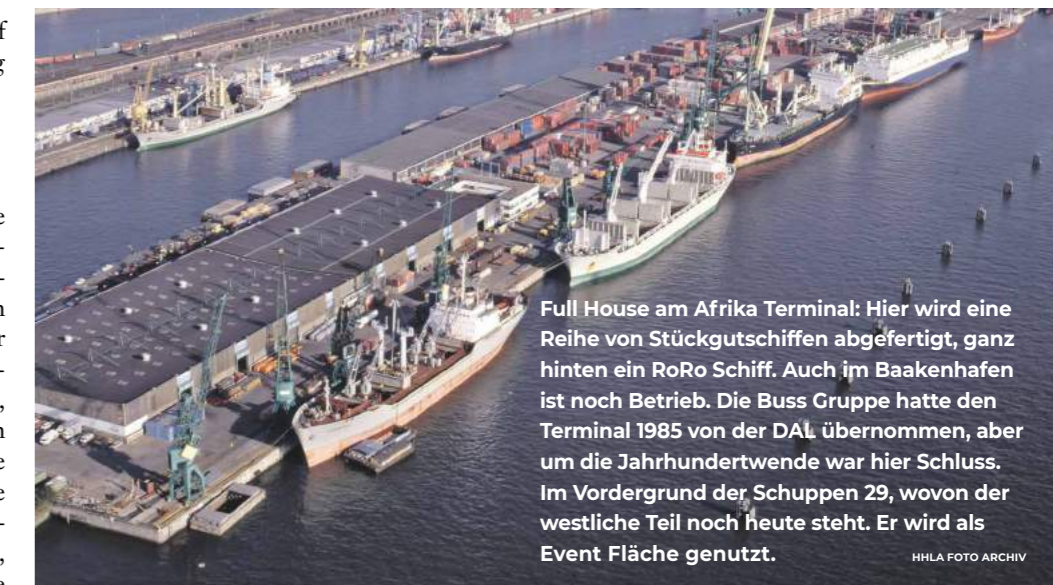 Full House am Afrika Terminal: Hier wird eine
Reihe von Stückgutschiffen abgefertigt, ganz
hinten ein RoRo Schiff. Auch im Baakenhafen
ist noch Betrieb. Die Buss Gruppe hatte den
Terminal 1985 von der DAL übernommen, aber
um die Jahrhundertwende war hier Schluss.
Im Vordergrund der Schuppen 29, wovon der
westliche Teil noch heute steht. Er wird als
Event Fläche genutzt.
HHLA FOTO ARCHIV